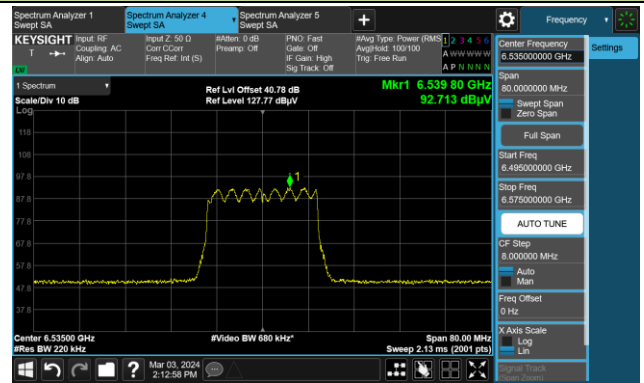 Spectrum Analyzer 1
Swept SA
Spectrum Analyzer 4
Swept SA
Spectrum Analyzer 5
Swept SA
Frequency
KEYSIGHT
T
LW
Input: RF
Coupling: AC
Align: Auto
Input Z: 50 Ω
Corr CCorr
Freq Ref: Int (S)
#Atten: 0 dB
Preamp: Off
PNO: Fast
Gate: Off
IF Gain: High
Sig Track: Off
#Avg Type: Power (RMS)
Avg|Hold: 100/100
Trig: Free Run
1 2 3 4 5 6
A W W W W W
A P N N N N
1 Spectrum
Scale/Div 10 dB
Log
Ref Lvl Offset 40.78 dB
Ref Level 127.77 dBµV
Mkr1 6.539 80 GHz
92.713 dBµV
118
108
97.8
87.8
77.8
67.8
57.8
47.8
37.8
1
Center 6.53500 GHz
#Res BW 220 kHz
#Video BW 680 kHz*
Span 80.00 MHz
Sweep 2.13 ms (2001 pts)
Mar 03, 2024
2:12:58 PM
Center Frequency
6.535000000 GHz
Settings
Span
80.0000000 MHz
Swept Span
Zero Span
Full Span
Start Freq
6.495000000 GHz
Stop Freq
6.575000000 GHz
AUTO TUNE
CF Step
8.000000 MHz
Auto
Man
Freq Offset
0 Hz
X Axis Scale
Log
Lin
Signal Track
(Span Zoom)